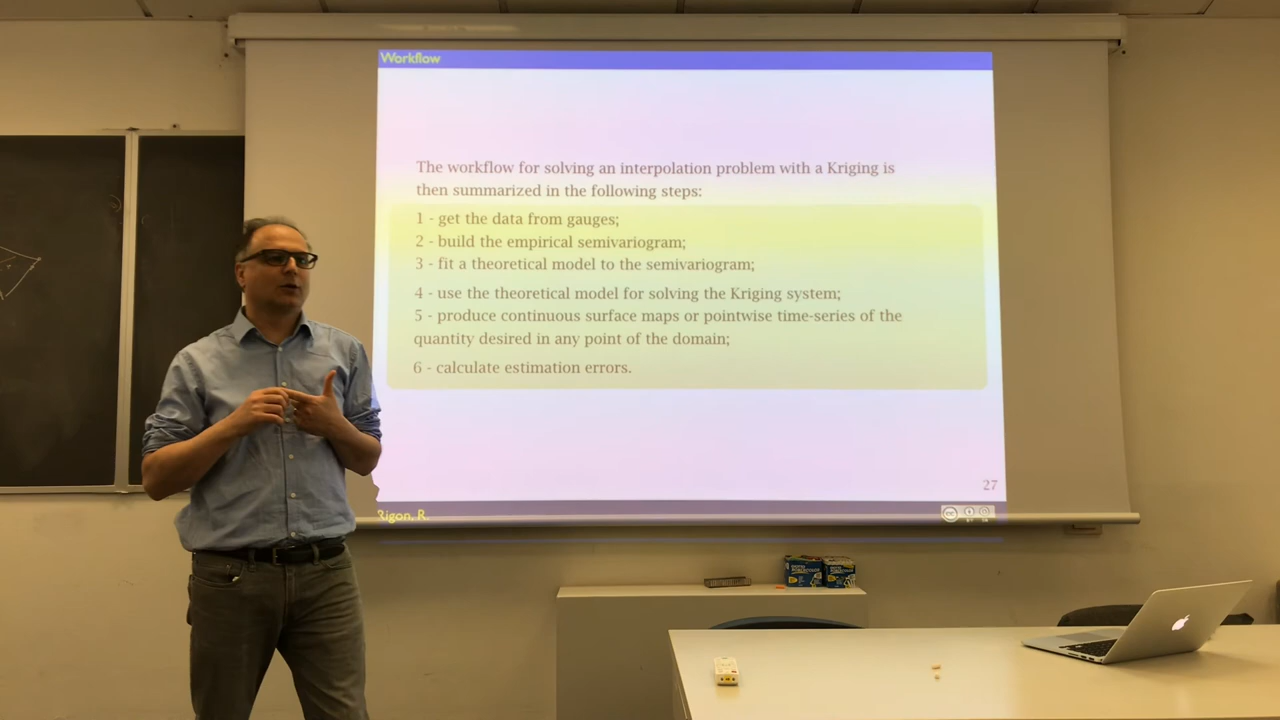 Workflow
The workflow for solving an interpolation problem with a Kriging is
then summarized in the following steps:
1 - get the data from gauges;
2 - build the empirical semivariogram;
3 - fit a theoretical model to the semivariogram;
4 - use the theoretical model for solving the Kriging system;
5 - produce continuous surface maps or pointwise time-series of the
quantity desired in any point of the domain;
6 - calculate estimation errors.
27
Rigon, R.
cc